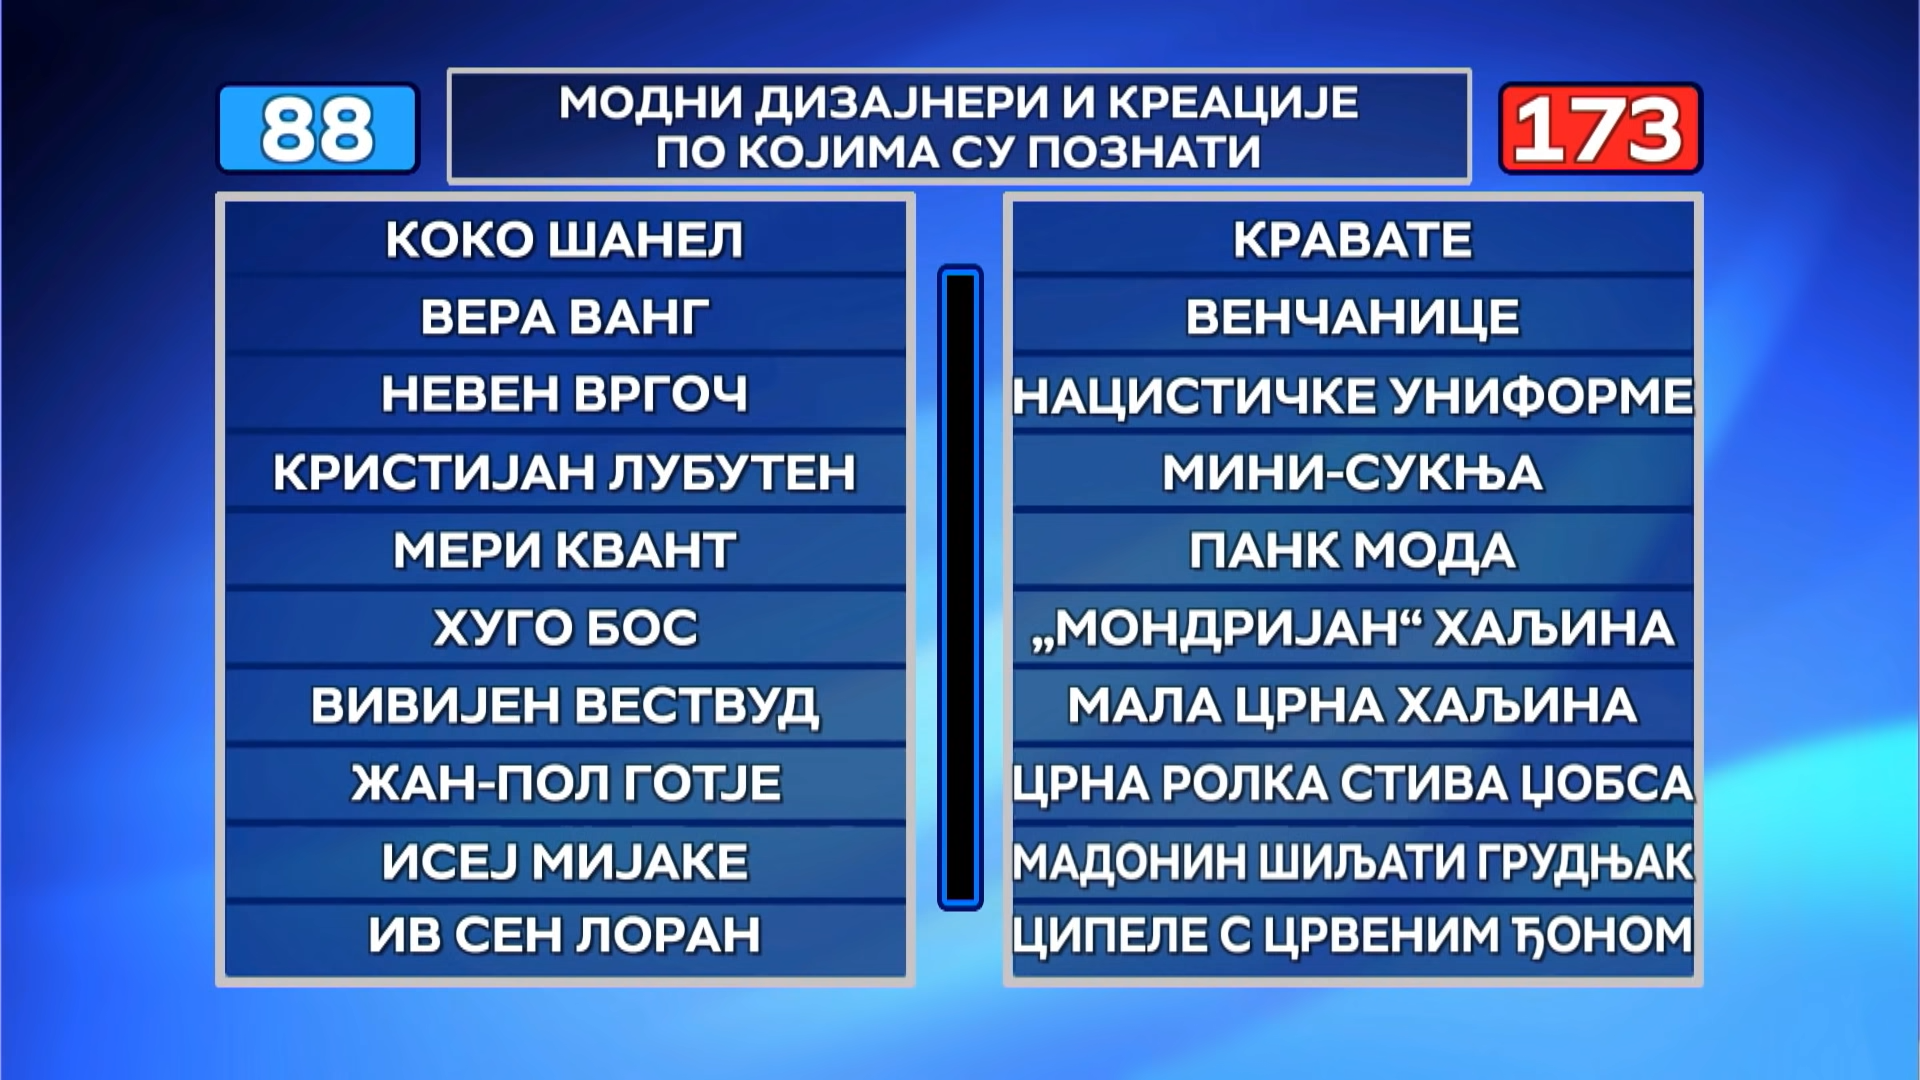 88
МОДНИ ДИЗАЈНЕРИ И КРЕАЦИЈЕ
ПО КОЈИМА СУ ПОЗНАТИ
173
КОКО ШАНЕЛ
ВЕРА ВАНГ
НЕВЕН ВРГОЧ
КРИСТИЈАН ЛУБУТЕН
МЕРИ КВАНТ
ХУГО БОС
ВИВИЈЕН ВЕСТВУД
ЖАН-ПОЛ ГОТЈЕ
ИСЕЈ МИЈАКЕ
ИВ СЕН ЛОРАН
КРАВАТЕ
ВЕНЧАНИЦЕ
НАЦИСТИЧКЕ УНИФОРМЕ
МИНИ-СУКЊА
ПАНК МОДА
„МОНДРИЈАН“ ХАЉИНА
МАЛА ЦРНА ХАЉИНА
ЦРНА РОЛКА СТИВА ЏОБСА
МАДОНИН ШИЉАТИ ГРУДЊАК
ЦИПЕЛЕ С ЦРВЕНИМ ЂОНОМ